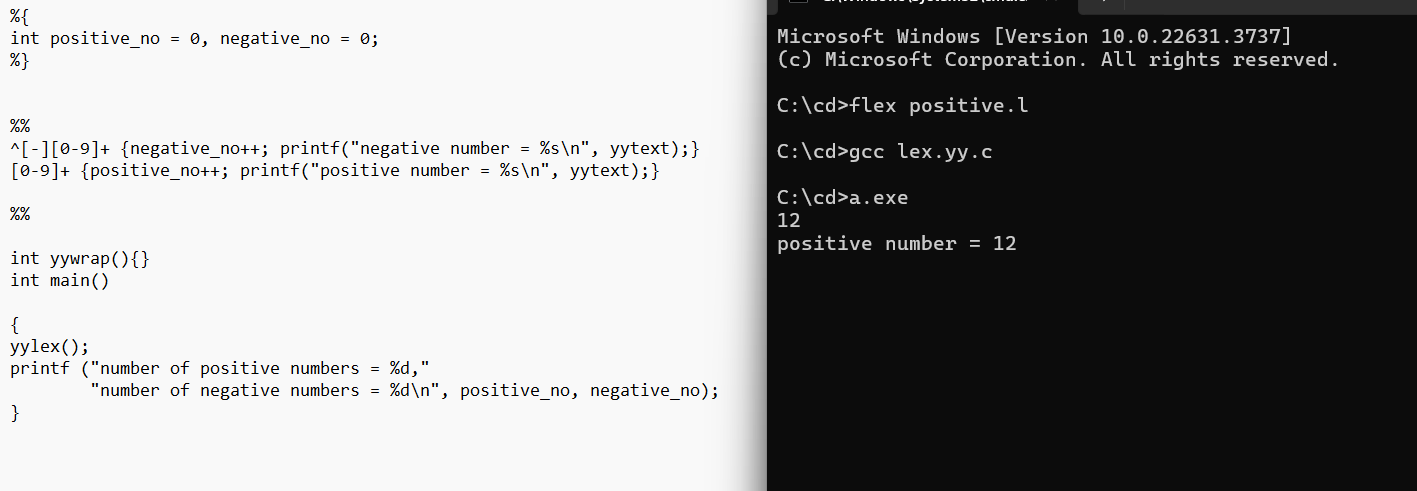 %{
int positive_no = 0, negative_no = 0;
%}
%%
^[-][0-9]+ {negative_no++; printf("negative number = %s\n", yytext);}
[0-9]+ {positive_no++; printf("positive number = %s\n", yytext);}
%%
int yywrap(){}
int main()
{
yylex();
printf ("number of positive numbers = %d,"
"number of negative numbers = %d\n", positive_no, negative_no);
}
Microsoft Windows [Version 10.0.22631.3737]
(c) Microsoft Corporation. All rights reserved.
C:\cd>flex positive.l
C:\cd>gcc lex.yy.c
C:\cd>a.exe
12
positive number = 12